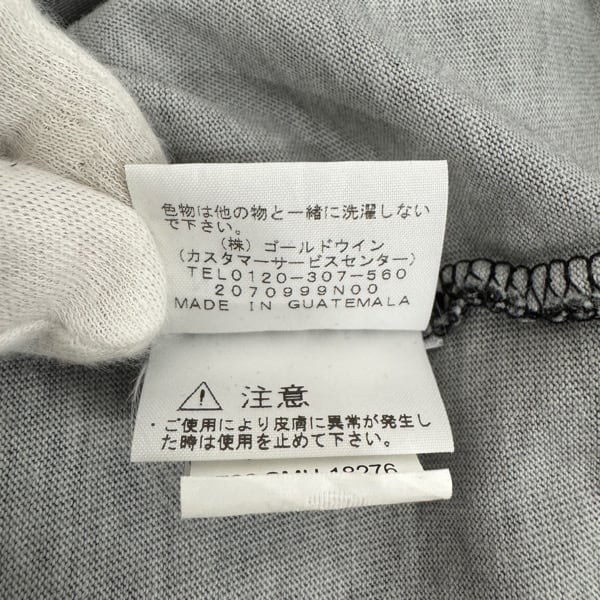 色物は他の物と一緒に洗濯しない
で下さい。
(株) ゴールドウイン
(カスタマーサービスセンター)
TEL0120-307-560
2070999N00
MADE IN GUATEMALA
注意
・ご使用により皮膚に異常が発生し
た時は使用を止めて下さい。
18276